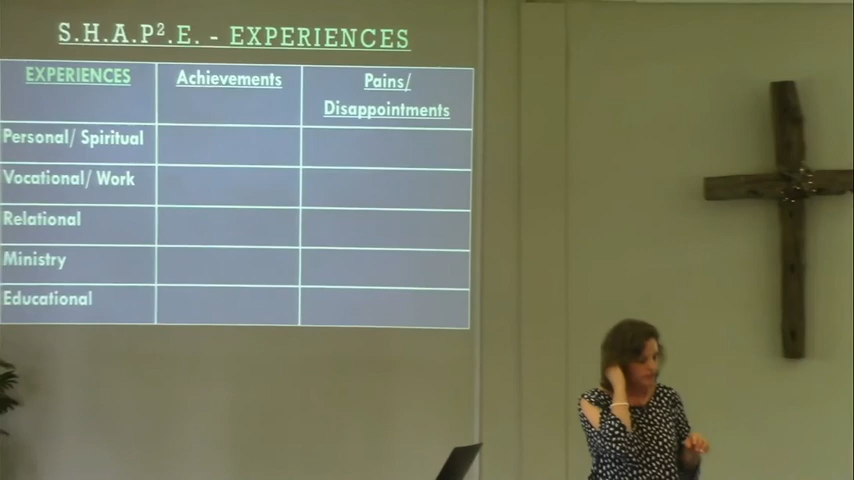 S.H.A.P².E. - EXPERIENCES
EXPERIENCES
Achievements
Pains/
Disappointments
Personal/ Spiritual
Vocational/ Work
Relational
Ministry
Educational